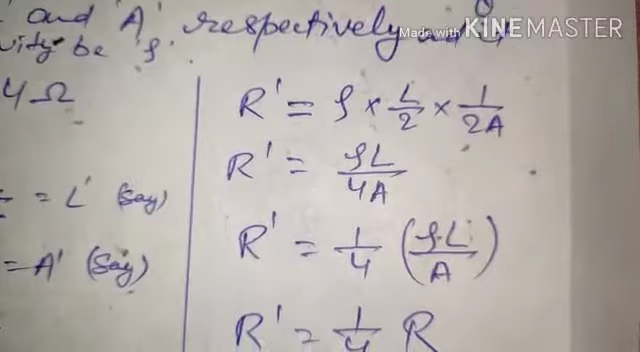 and 'A' respectively
be ρ.
4Ω
R' = ρ × L/2 × 1/2A
R' = ρL/4A
= L' (Say)
R' = 1/4 (ρL/A)
= A' (Say)
R' = 1/4 R
Made with KINEMASTER